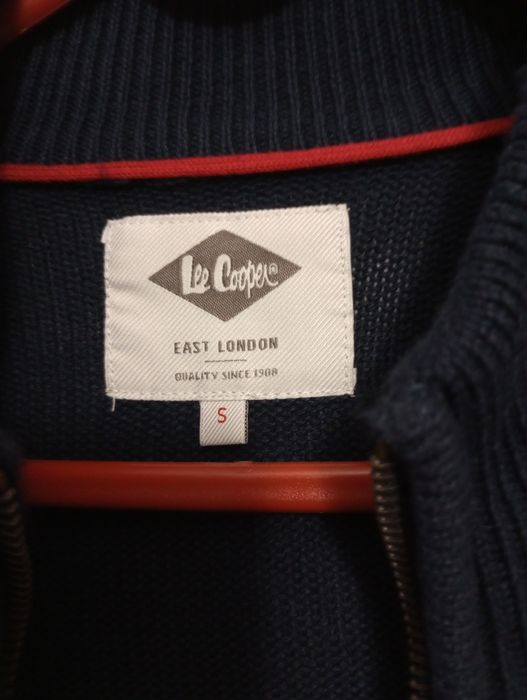 Lee Cooper®
EAST LONDON
QUALITY SINCE 1908
S